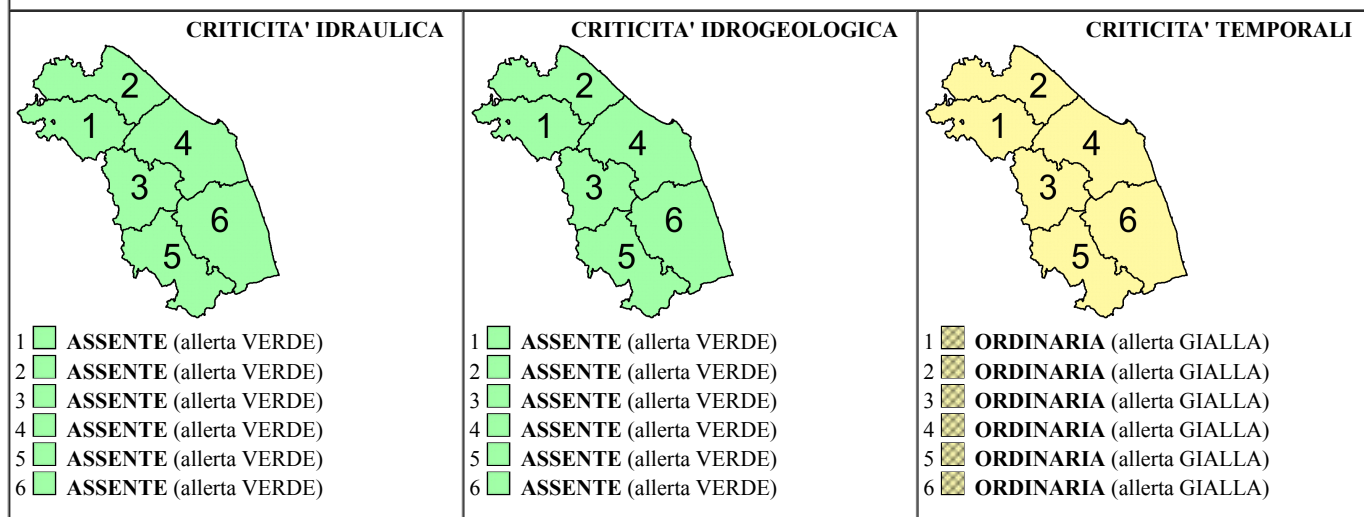 CRITICITA' IDRAULICA
2
1
4
3
6
5
1 ASSENTE (allerta VERDE)
2 ASSENTE (allerta VERDE)
3 ASSENTE (allerta VERDE)
4 ASSENTE (allerta VERDE)
5 ASSENTE (allerta VERDE)
6 ASSENTE (allerta VERDE)
CRITICITA' IDROGEOLOGICA
2
1
4
3
6
5
1 ASSENTE (allerta VERDE)
2 ASSENTE (allerta VERDE)
3 ASSENTE (allerta VERDE)
4 ASSENTE (allerta VERDE)
5 ASSENTE (allerta VERDE)
6 ASSENTE (allerta VERDE)
CRITICITA' TEMPORALI
2
1
4
3
6
5
1 ORDINARIA (allerta GIALLA)
2 ORDINARIA (allerta GIALLA)
3 ORDINARIA (allerta GIALLA)
4 ORDINARIA (allerta GIALLA)
5 ORDINARIA (allerta GIALLA)
6 ORDINARIA (allerta GIALLA)